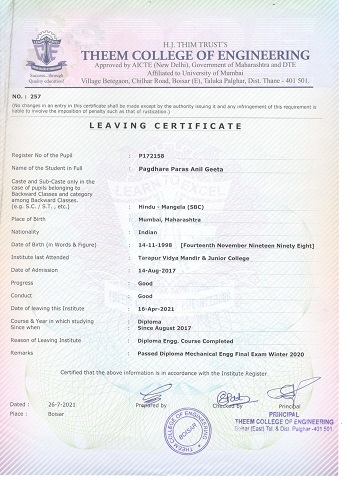 H.J. THIM TRUST'S
THEEM COLLEGE OF ENGINEERING
Approved by AICTE (New Delhi), Government of Maharashtra and DTE
Affiliated to University of Mumbai
Village Betegaon, Chilhar Road, Boisar (E), Taluka Palghar, Dist. Thane - 401 501.
Success through
Quality education
NO. : 257
(No changes in an entry in this certificate shall be made except by the authority issuing it and any infringement of this requirement is
liable to involve the imposition of penalty such as that of rustication.)
LEAVING CERTIFICATE
Register No of the Pupil : P172158
Name of the Student in Full : Pagdhare Paras Anil Geeta
Caste and Sub-Caste only in the
case of pupils belonging to
Backward Classes and category
among Backward Classes.
(e.g. S.C / S.T. , etc.) : Hindu - Mangela (SBC)
Place of Birth : Mumbai, Maharashtra
Nationality : Indian
Date of Birth (in Words & Figure) : 14-11-1998 [Fourteenth November Nineteen Ninety Eight]
Institute last Attended : Tarapur Vidya Mandir & Junior College
Date of Admission : 14-Aug-2017
Progress : Good
Conduct : Good
Date of leaving this Institute : 16-Apr-2021
Course & Year in which studying : Diploma
Since when : Since August 2017
Reason of Leaving Institute : Diploma Engg. Course Completed
Remarks : Passed Diploma Mechanical Engg Final Exam Winter 2020
Certified that the above information is in accordance with the Institute Register
Dated : 26-7-2021
Place : Boisar
Prepared by
Checked by
Principal
PRINCIPAL
THEEM COLLEGE OF ENGINEERING
Boisar (East) Tal. & Dist. Palghar -401 501
THEEM COLLEGE OF ENGINEERING
BOISAR